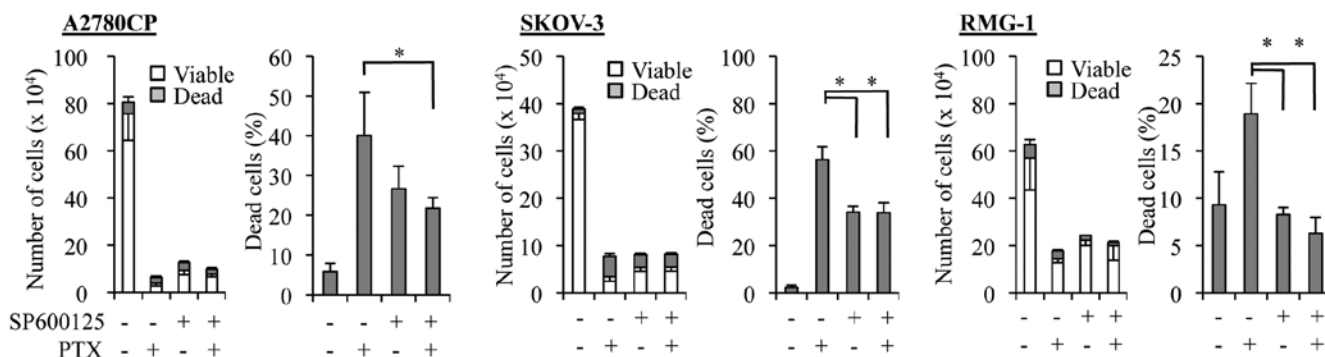 A2780CP
Number of cells (x 10⁴)
100
80
60
40
20
0
Viable
Dead
Dead cells (%)
60
50
40
30
20
10
0
*
SKOV-3
Number of cells (x 10⁴)
50
40
30
20
10
0
Viable
Dead
Dead cells (%)
100
80
60
40
20
0
* *
RMG-1
Number of cells (x 10⁴)
100
80
60
40
20
0
Viable
Dead
Dead cells (%)
25
20
15
10
5
0
* *
SP600125 - - + + - - + + - - + + - - + + - - + + - - + +
PTX - + - + - + - + - + - + - + - + - + - + - + - +